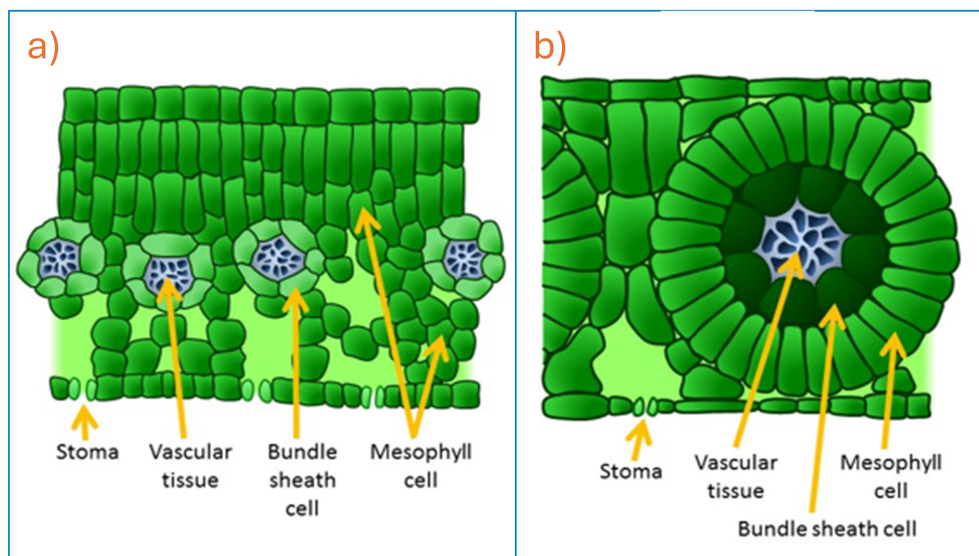 a)
Stoma
Vascular
tissue
Bundle
sheath
cell
Mesophyll
cell
b)
Stoma
Vascular
tissue
Bundle sheath cell
Mesophyll
cell